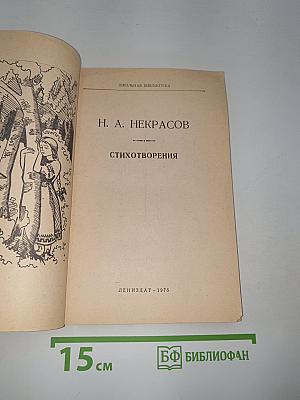 ШКОЛЬНАЯ БИБЛИОТЕКА
Н. А. НЕКРАСОВ
СТИХОТВОРЕНИЯ
ЛЕНИЗДАТ - 1975
15 см
БФ БИБЛИОФАН